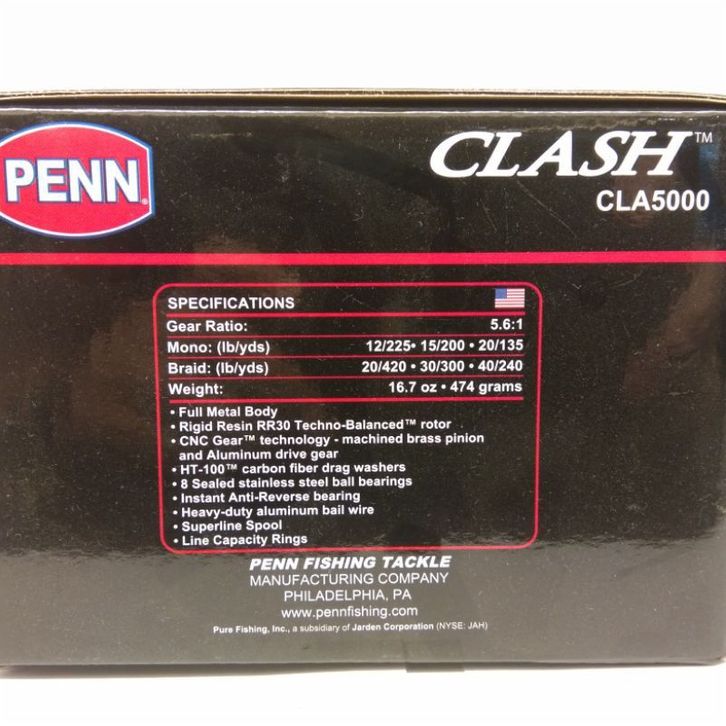 PENN®
CLASH™
CLA5000
SPECIFICATIONS
Gear Ratio: 5.6:1
Mono: (lb/yds) 12/225• 15/200 • 20/135
Braid: (lb/yds) 20/420 • 30/300 • 40/240
Weight: 16.7 oz • 474 grams
• Full Metal Body
• Rigid Resin RR30 Techno-Balanced™ rotor
• CNC Gear™ technology - machined brass pinion
and Aluminum drive gear
• HT-100™ carbon fiber drag washers
• 8 Sealed stainless steel ball bearings
• Instant Anti-Reverse bearing
• Heavy-duty aluminum bail wire
• Superline Spool
• Line Capacity Rings
PENN FISHING TACKLE
MANUFACTURING COMPANY
PHILADELPHIA, PA
www.pennfishing.com
Pure Fishing, Inc., a subsidiary of Jarden Corporation (NYSE: JAH)